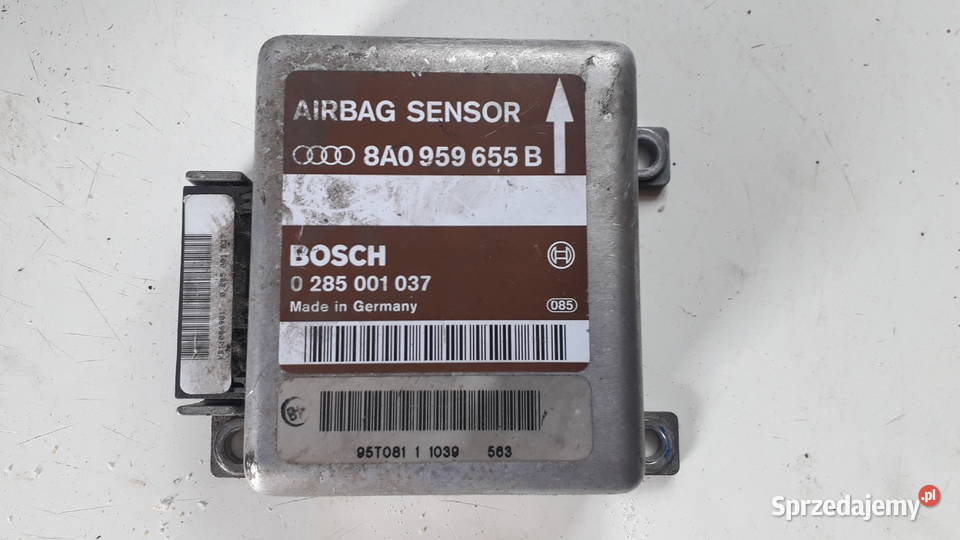 AIRBAG SENSOR
8A0 959 655 B
BOSCH
0 285 001 037
Made in Germany
085
95T081 1 1039 563
Sprzedajemy.pl